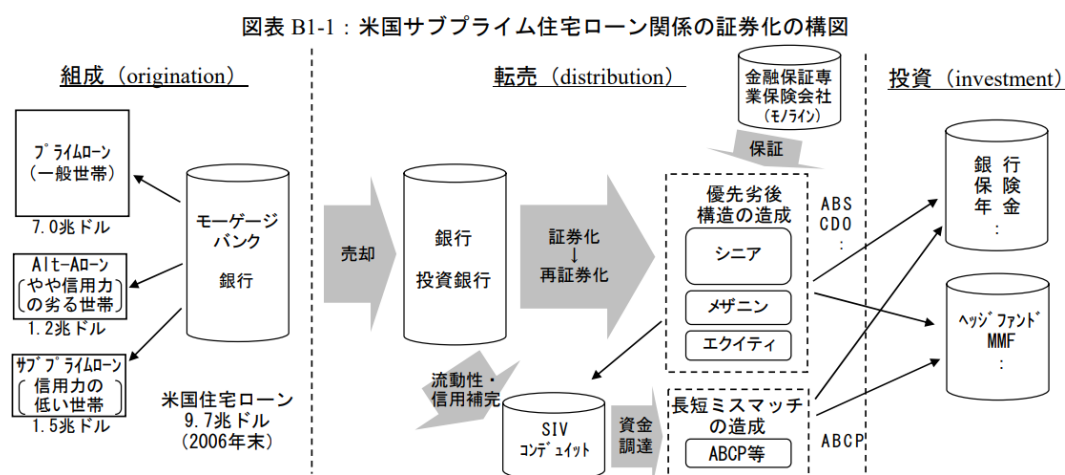 図表 B1-1：米国サブプライム住宅ローン関係の証券化の構図
組成（origination）
ﾌﾟﾗｲﾑﾛｰﾝ
（一般世帯）
7.0兆ドル
Alt-Aﾛｰﾝ
やや信用力
の劣る世帯
1.2兆ドル
ｻﾌﾞﾌﾟﾗｲﾑﾛｰﾝ
信用力の
低い世帯
1.5兆ドル
モーゲージ
バンク
銀行
米国住宅ローン
9.7兆ドル
(2006年末)
売却
転売（distribution）
銀行
投資銀行
証券化
↓
再証券化
流動性・
信用補完
SIV
ｺﾝﾃﾞｭｲｯﾄ
資金
調達
金融保証専
業保険会社
(ﾓﾉﾗｲﾝ)
保証
優先劣後
構造の造成
シニア
メザニン
エクイティ
ABS
CDO
：
長短ミスマッチ
の造成
ABCP等
ABCP
投資（investment）
銀 行
保 険
年 金
：
ﾍｯｼﾞﾌｧﾝﾄﾞ
MMF
：